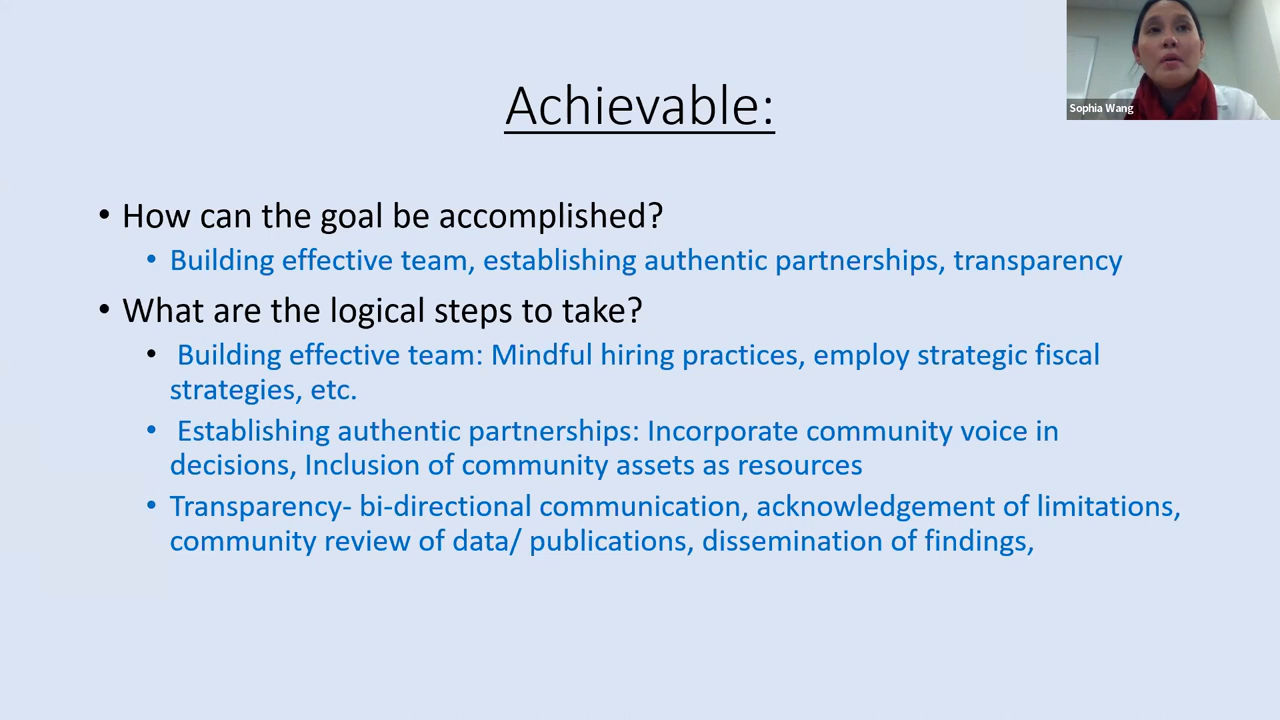 Sophia Wang
Achievable:
• How can the goal be accomplished?
• Building effective team, establishing authentic partnerships, transparency
• What are the logical steps to take?
• Building effective team: Mindful hiring practices, employ strategic fiscal
strategies, etc.
• Establishing authentic partnerships: Incorporate community voice in
decisions, Inclusion of community assets as resources
• Transparency- bi-directional communication, acknowledgement of limitations,
community review of data/ publications, dissemination of findings,